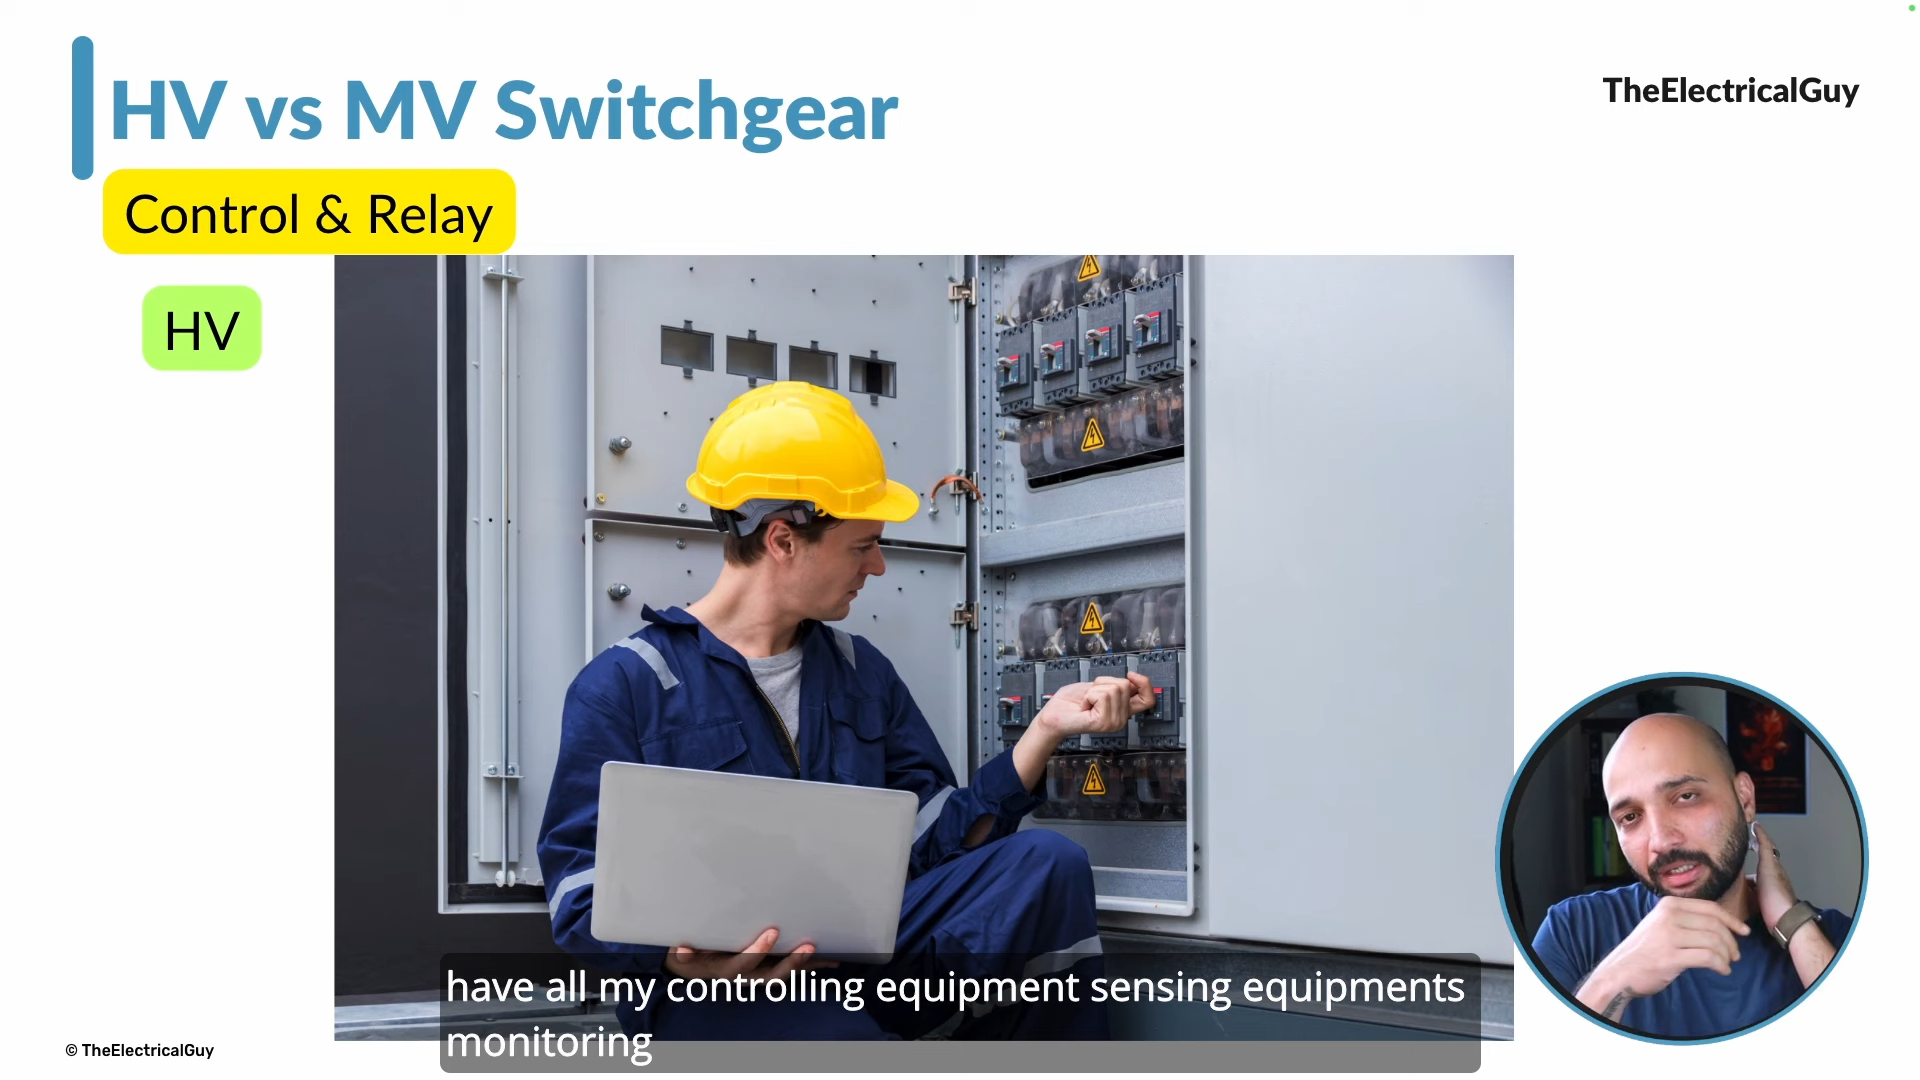 HV vs MV Switchgear
TheElectricalGuy
Control & Relay
HV
have all my controlling equipment sensing equipments
monitoring
© TheElectricalGuy